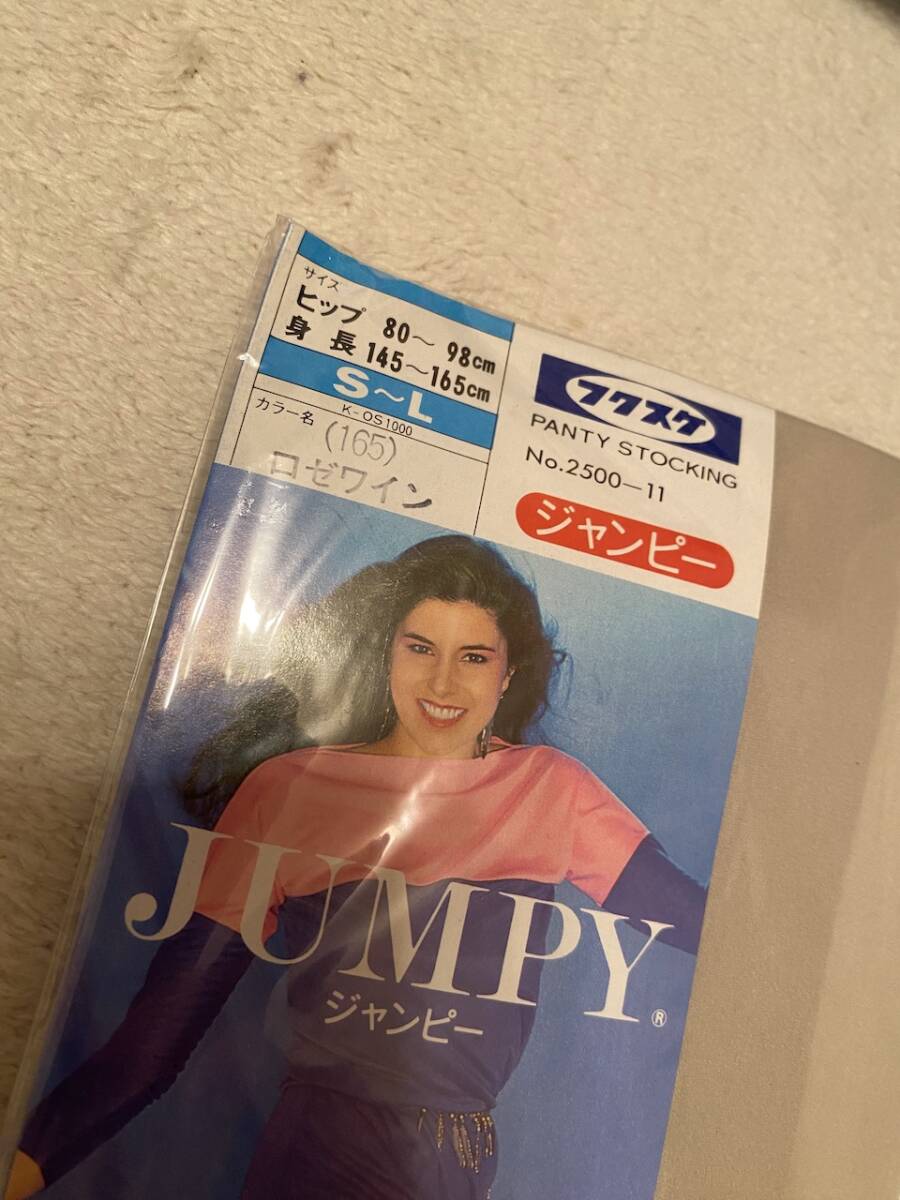 サイズ
ヒップ 80～98cm
身長 145～165cm
S～L
K-OS1000
カラー名
(165)
ロゼワイン
フクスケ
PANTY STOCKING
No.2500-11
ジャンピー
JUMPY®
ジャンピー